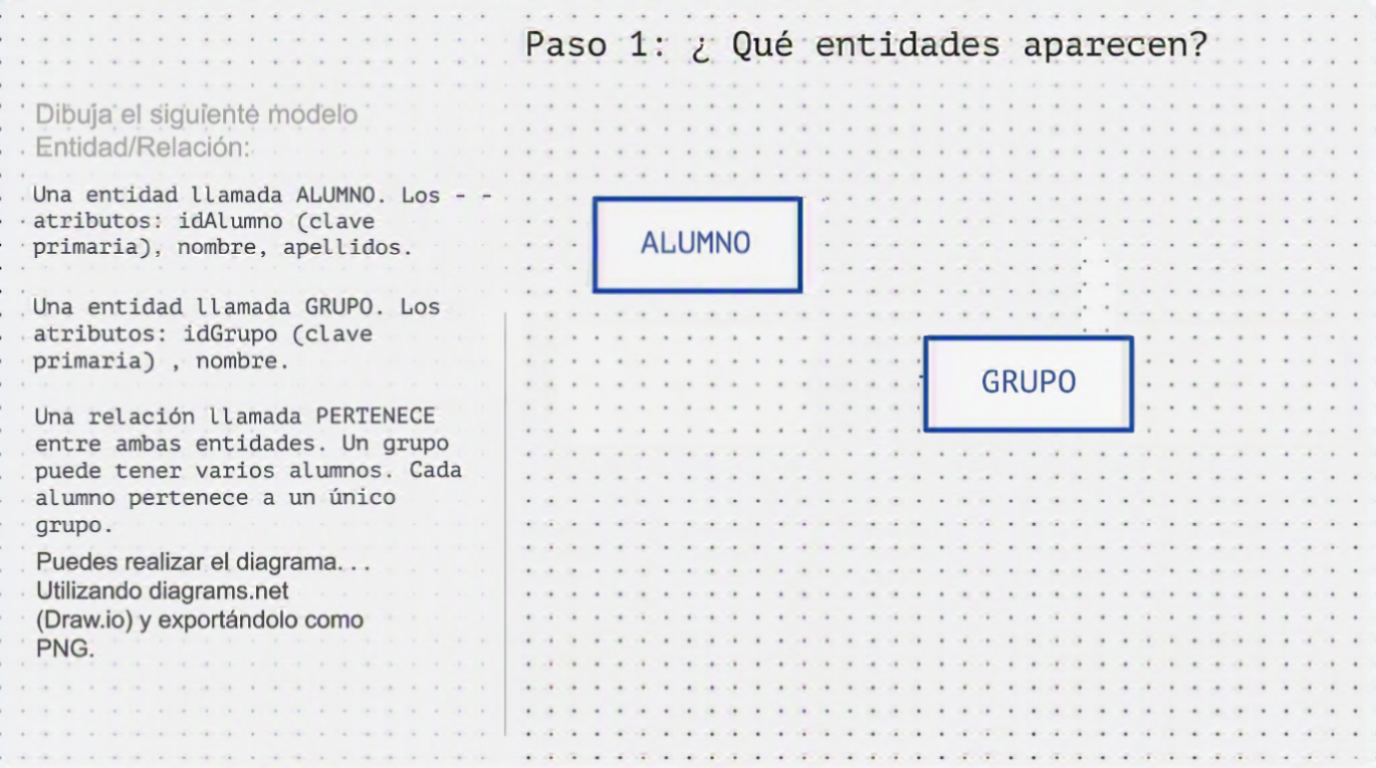 Paso 1: ¿ Qué entidades aparecen?
Dibuja el siguiente modelo
Entidad/Relación:
Una entidad llamada ALUMNO. Los - -
atributos: idAlumno (clave
primaria), nombre, apellidos.
Una entidad llamada GRUPO. Los
atributos: idGrupo (clave
primaria) , nombre.
Una relación llamada PERTENECE
entre ambas entidades. Un grupo
puede tener varios alumnos. Cada
alumno pertenece a un único
grupo.
Puedes realizar el diagrama...
Utilizando diagrams.net
(Draw.io) y exportándolo como
PNG.
ALUMNO
GRUPO